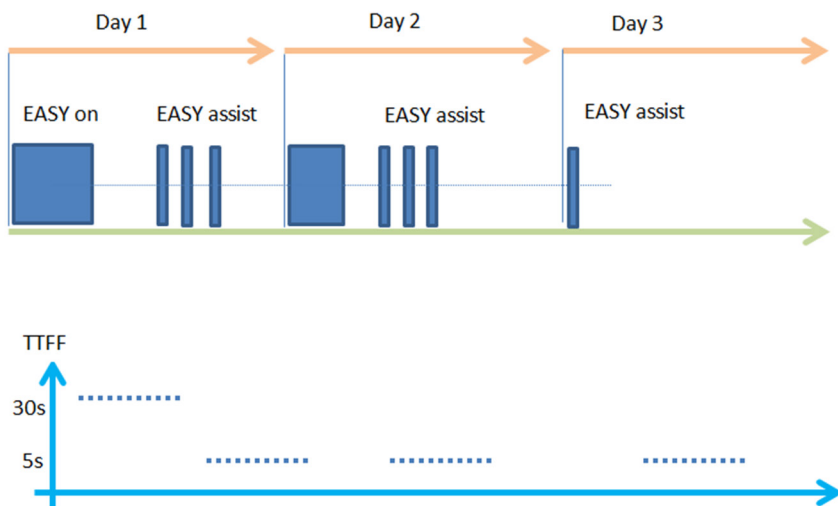 Day 1
Day 2
Day 3
EASY on
EASY assist
EASY assist
EASY assist
TTFF
30s
5s